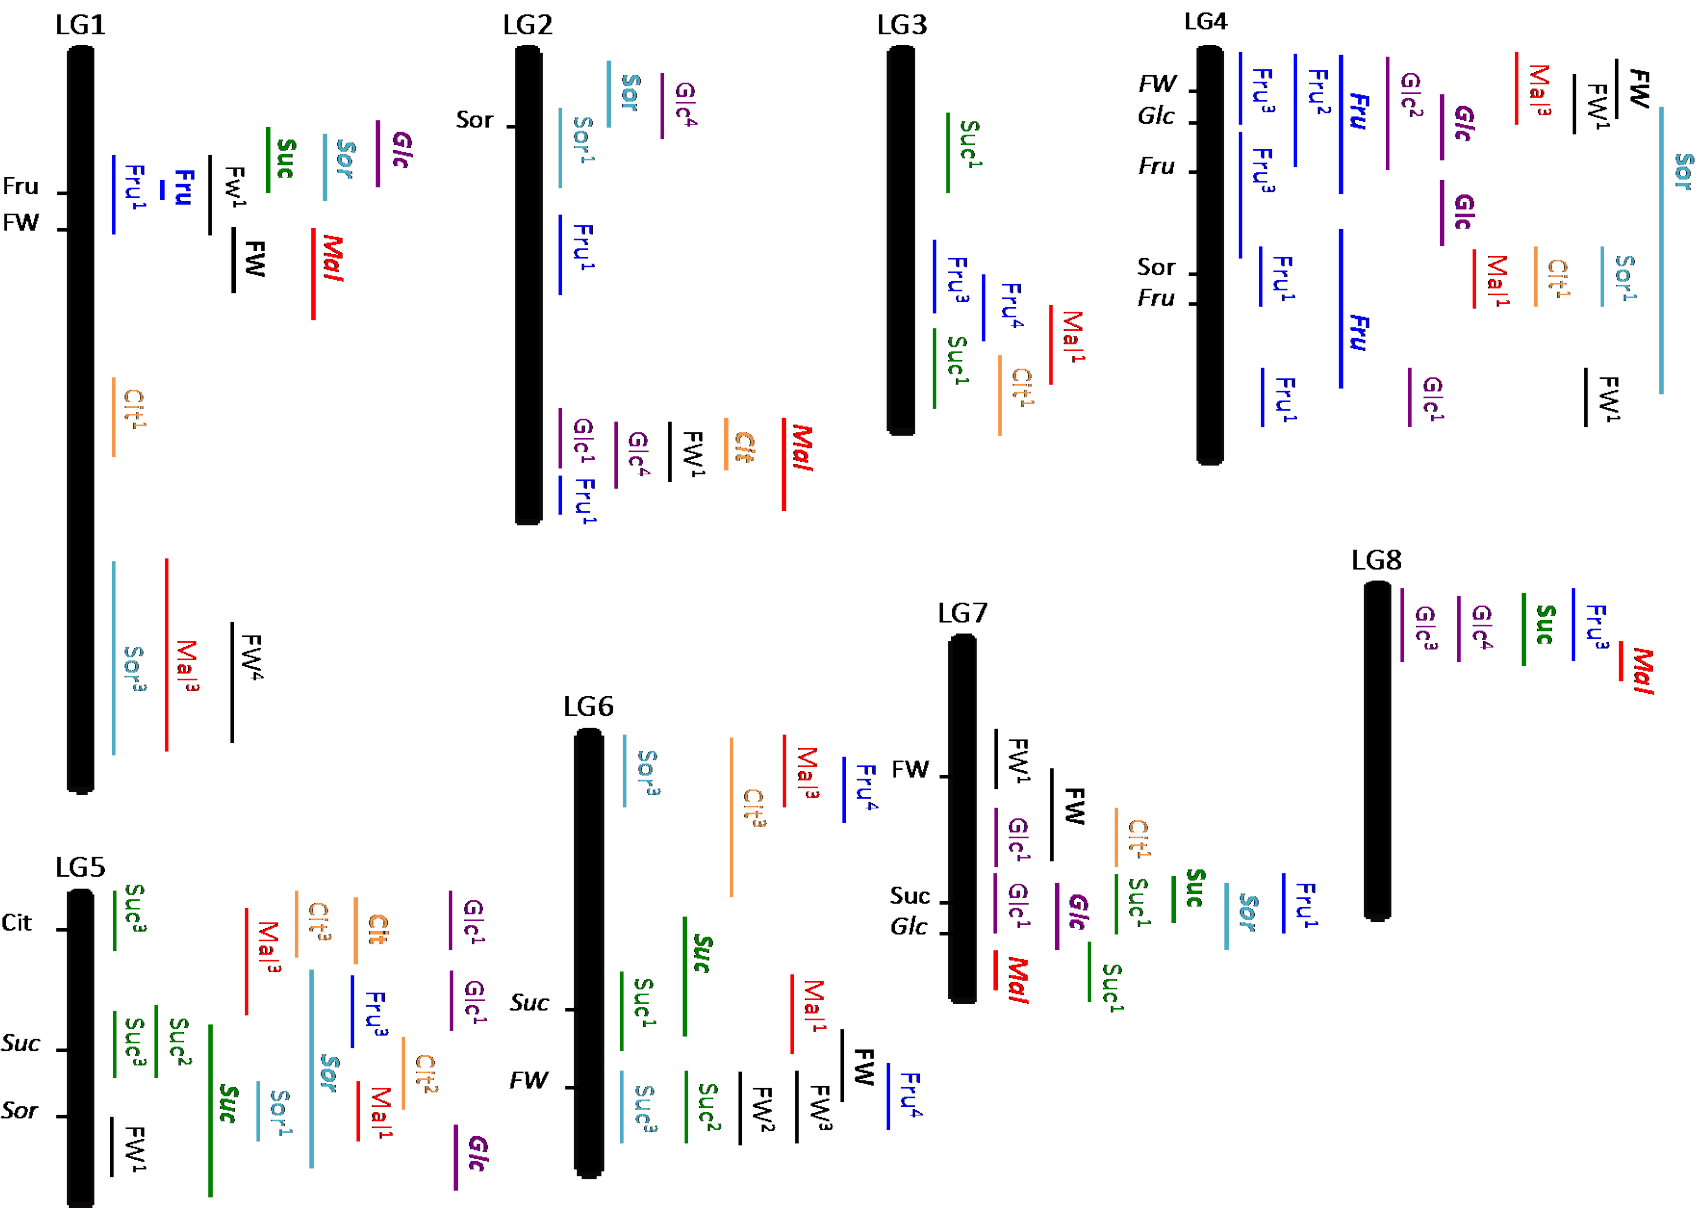 LG1
Fru
FW
Fru¹
Fru
Fw¹
FW
Suc
Sor
Glc
Mal
Cit¹
Sor³
Mal³
FW⁴
LG2
Sor
Sor¹
Sor
Glc⁴
Fru¹
Glc¹
Glc⁴
FW¹
Cit
Mal
Fru¹
LG3
Suc¹
Fru³
Fru⁴
Mal¹
Suc¹
Cit¹
LG4
FW
Glc
Fru
Sor
Fru
Fru³
Fru²
Fru
Glc²
Glc
Mal³
FW¹
FW
Sor
Fru³
Glc
Fru¹
Fru
Mal¹
Cit¹
Sor¹
Fru¹
Glc¹
FW¹
LG5
Cit
Suc
Sor
Suc³
Mal³
Cit³
Cit
Glc¹
Suc³
Suc²
Suc
Sor¹
Sor
Fru³
Cit²
Glc¹
Mal¹
FW¹
Glc
LG6
Suc
FW
Sor³
Cit³
Mal³
Fru⁴
Suc
Suc¹
Mal¹
FW
Suc³
Suc²
FW²
FW³
Fru⁴
LG7
FW
Suc
Glc
FW¹
FW
Glc¹
Cit¹
Glc¹
Glc
Suc¹
Suc
Sor
Fru¹
Mal
Suc¹
LG8
Glc³
Glc⁴
Suc
Fru³
Mal